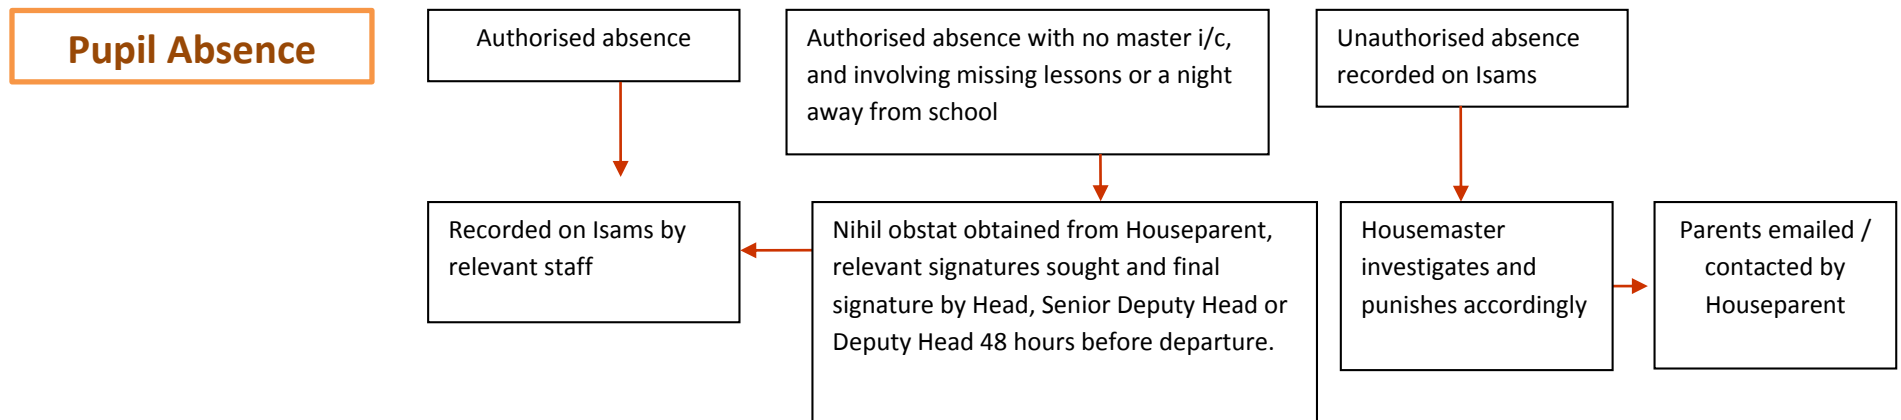 Pupil Absence
Authorised absence
Authorised absence with no master i/c,
and involving missing lessons or a night
away from school
Unauthorised absence
recorded on Isams
Recorded on Isams by
relevant staff
Nihil obstat obtained from Houseparent,
relevant signatures sought and final
signature by Head, Senior Deputy Head or
Deputy Head 48 hours before departure.
Housemaster
investigates and
punishes accordingly
Parents emailed /
contacted by
Houseparent